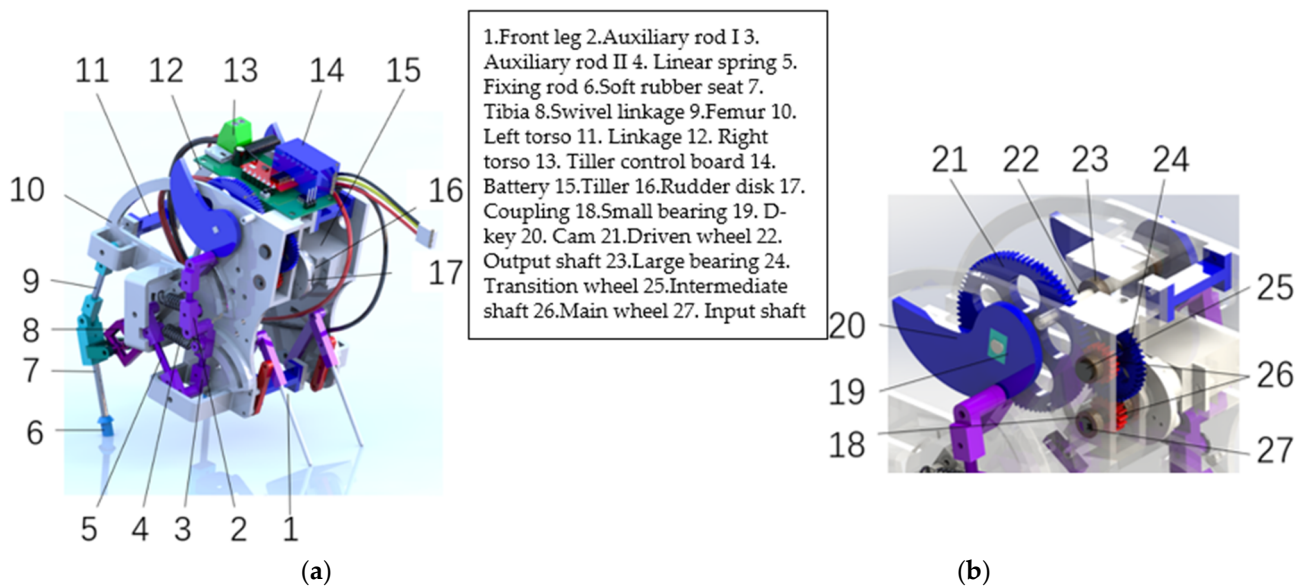 1.Front leg 2.Auxiliary rod I 3.
Auxiliary rod II 4. Linear spring 5.
Fixing rod 6.Soft rubber seat 7.
Tibia 8.Swivel linkage 9.Femur 10.
Left torso 11. Linkage 12. Right
torso 13. Tiller control board 14.
Battery 15.Tiller 16.Rudder disk 17.
Coupling 18.Small bearing 19. D-
key 20. Cam 21.Driven wheel 22.
Output shaft 23.Large bearing 24.
Transition wheel 25.Intermediate
shaft 26.Main wheel 27. Input shaft
11 12 13 14 15
10
16
9
17
8
7
6
5 4 3 2 1
(a)
21 22 23 24
25
20
26
19
18
27
(b)